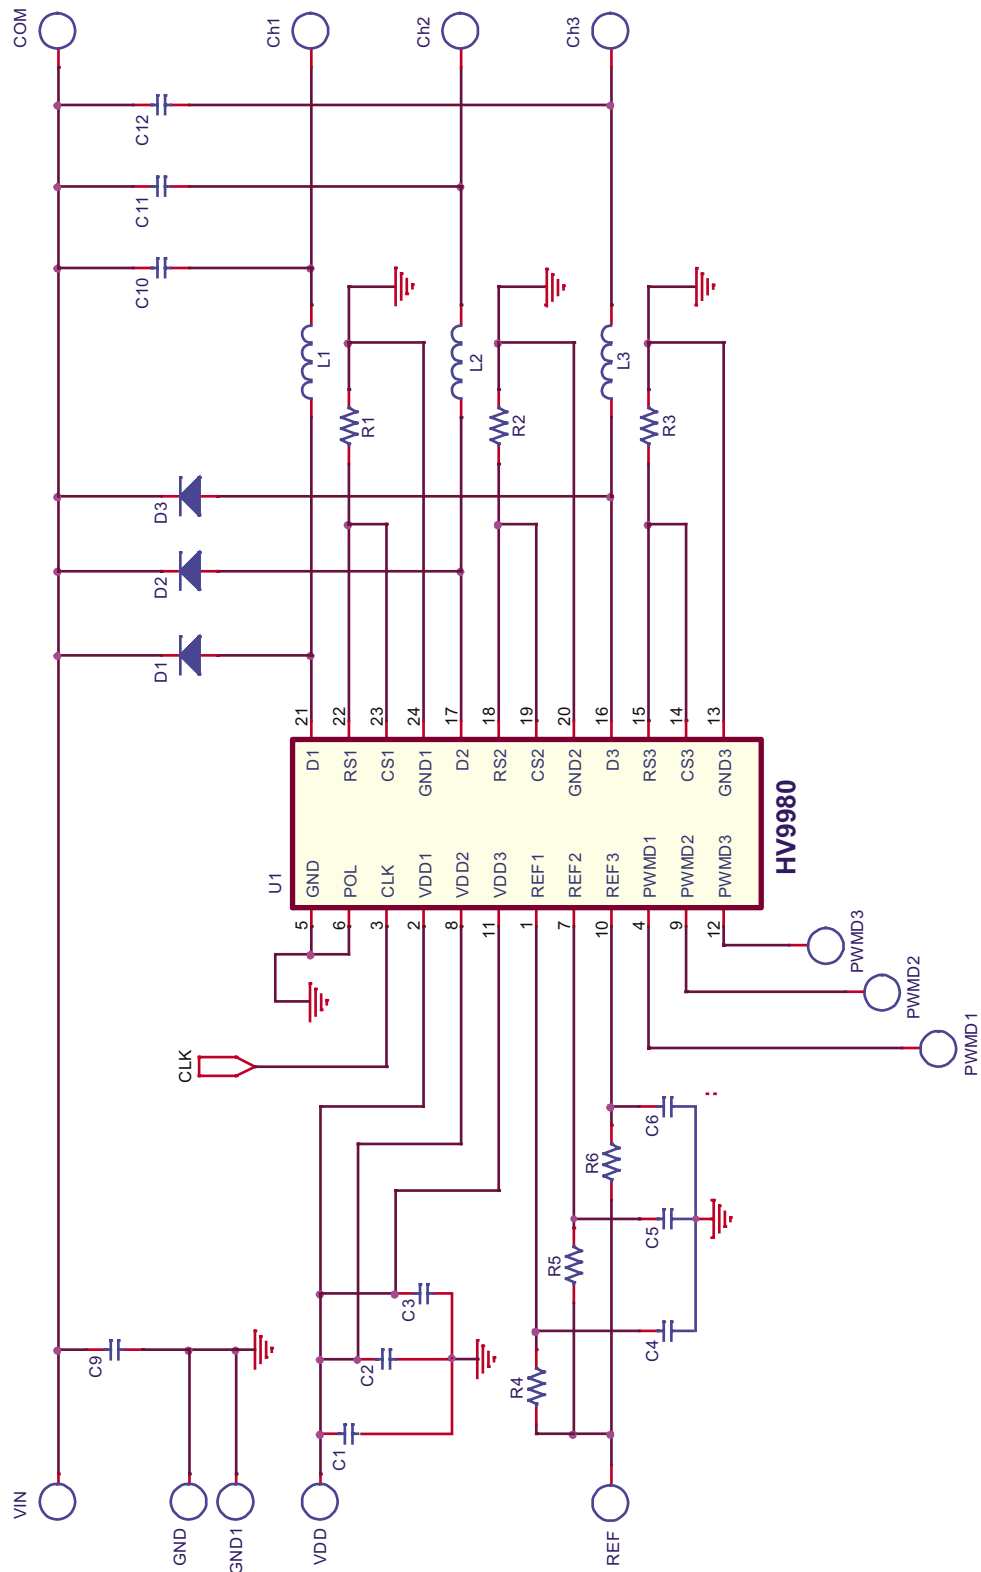 COM
Ch1
Ch2
Ch3
C12
C11
C10
L1
L2
L3
R1
R2
R3
D3
D2
D1
21
22
23
24
17
18
19
20
16
15
14
13
D1
RS1
CS1
GND1
D2
RS2
CS2
GND2
D3
RS3
CS3
GND3
HV9980
U1
GND
POL
CLK
VDD1
VDD2
VDD3
REF1
REF2
REF3
PWMD1
PWMD2
PWMD3
5
6
3
2
8
11
1
7
10
4
9
12
PWMD3
PWMD2
PWMD1
CLK
C6
R6
C5
R5
C3
C9
C2
C4
R4
C1
VIN
GND
GND1
VDD
REF